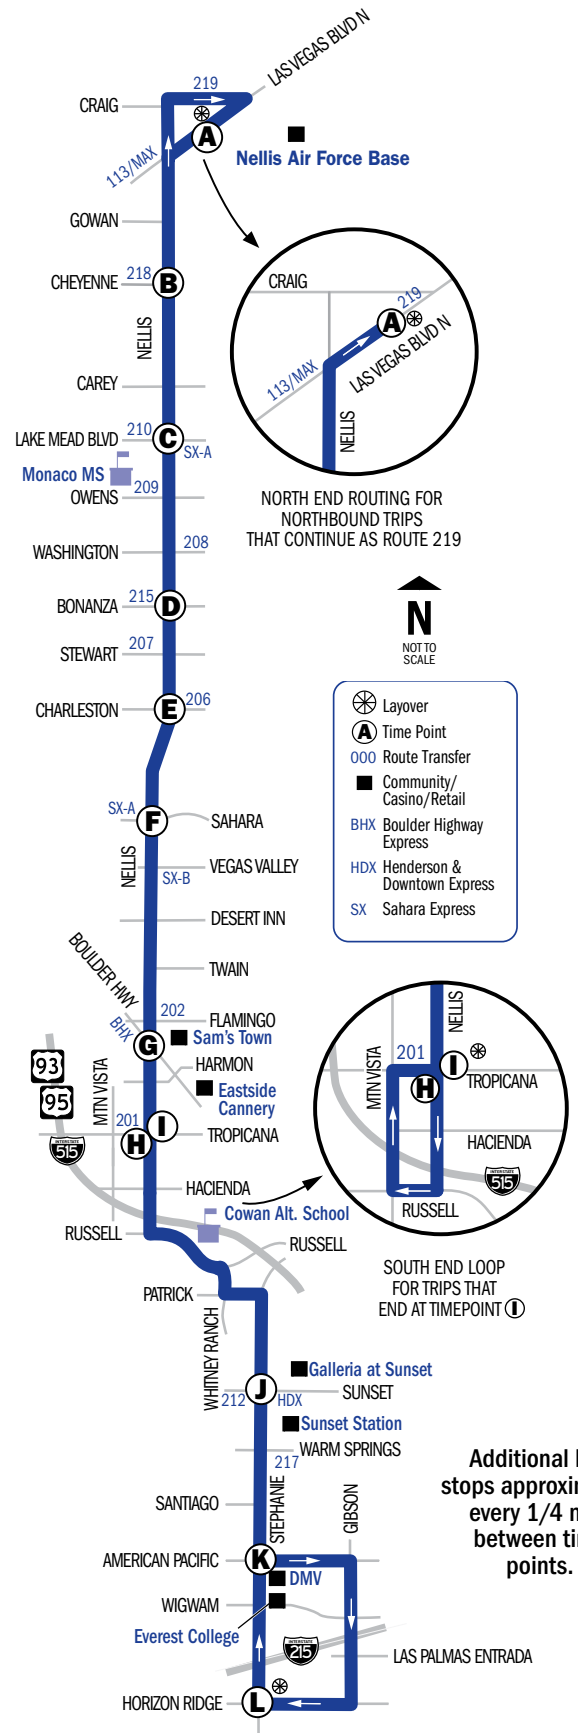 219
LAS VEGAS BLVD N
CRAIG
A
Nellis Air Force Base
113/MAX
GOWAN
CHEYENNE
218
B
NELLIS
CAREY
LAKE MEAD BLVD
210
C
SX-A
Monaco MS
209
OWENS
WASHINGTON
208
BONANZA
215
D
STEWART
207
CHARLESTON
E
206
CRAIG
219
A
LAS VEGAS BLVD N
113/MAX
NELLIS
NORTH END ROUTING FOR
NORTHBOUND TRIPS
THAT CONTINUE AS ROUTE 219
N
NOT TO
SCALE
Layover
A Time Point
000 Route Transfer
Community/
Casino/Retail
BHX Boulder Highway
Express
HDX Henderson &
Downtown Express
SX Sahara Express
SX-A
F
SAHARA
NELLIS
VEGAS VALLEY
SX-B
DESERT INN
TWAIN
BOULDER HWY
202
FLAMINGO
BHX
G
Sam's Town
93
95
INTERSTATE
515
MTN VISTA
HARMON
Eastside
Cannery
201
I
H
TROPICANA
HACIENDA
Cowan Alt. School
RUSSELL
RUSSELL
PATRICK
WHITNEY RANCH
NELLIS
MTN VISTA
201
I
H
TROPICANA
HACIENDA
INTERSTATE
515
RUSSELL
SOUTH END LOOP
FOR TRIPS THAT
END AT TIMEPOINT I
Galleria at Sunset
J
212
HDX
SUNSET
Sunset Station
WARM SPRINGS
217
STEPHANIE
SANTIAGO
GIBSON
AMERICAN PACIFIC
K
DMV
WIGWAM
Everest College
INTERSTATE
215
LAS PALMAS ENTRADA
HORIZON RIDGE
L
Additional
stops approxi
every 1/4
between
points.